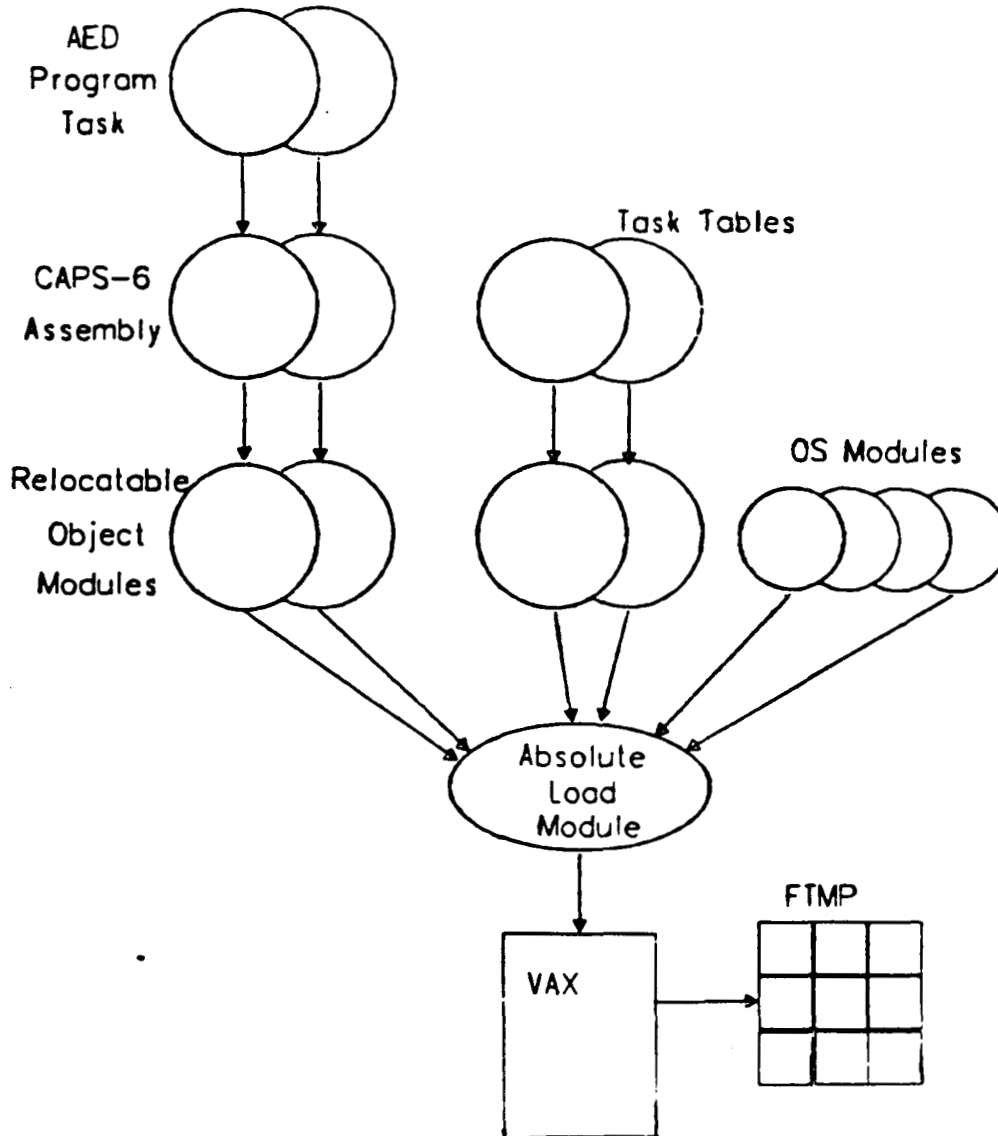 AED
Program
Task
Task Tables
CAPS-6
Assembly
OS Modules
Relocatable
Object
Modules
Absolute
Load
Module
FTMP
VAX